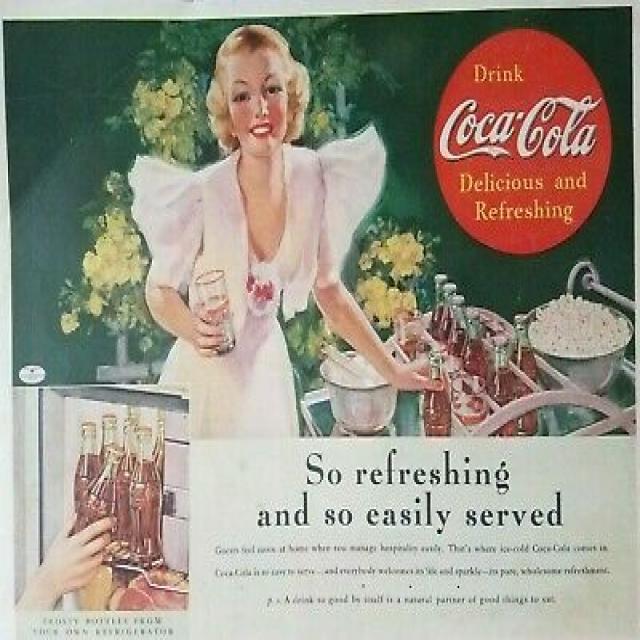 Drink
Coca-Cola
Delicious and
Refreshing
So refreshing
and so easily served
Guests feel more at home when you manage hospitality easily. That's where ice-cold Coca-Cola comes in.
Coca-Cola is so easy to serve—and everybody welcomes its life and sparkle—its pure, wholesome refreshment.
P. S. A drink so good by itself is a natural partner of good things to eat.
FROSTY BOTTLES FROM
YOUR OWN REFRIGERATOR